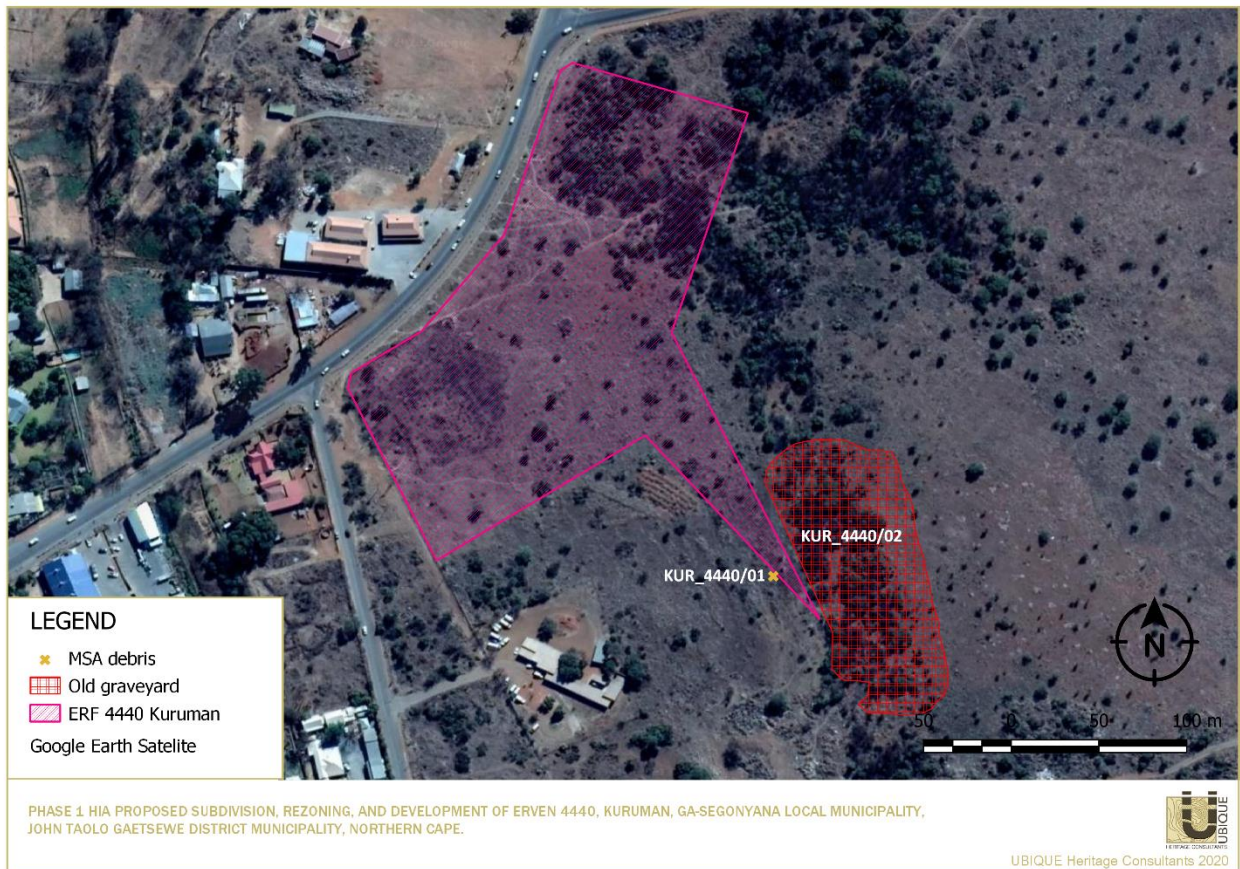 KUR_4440/02
KUR_4440/01
LEGEND
MSA debris
Old graveyard
ERF 4440 Kuruman
Google Earth Satelite
N
50 0 50 100 m
PHASE 1 HIA PROPOSED SUBDIVISION, REZONING, AND DEVELOPMENT OF ERVEN 4440, KURUMAN, GA-SEGONYANA LOCAL MUNICIPALITY,
JOHN TAOLO GAETSEWE DISTRICT MUNICIPALITY, NORTHERN CAPE.
UBIQUE
HERITAGE CONSULTANTS
UBIQUE Heritage Consultants 2020